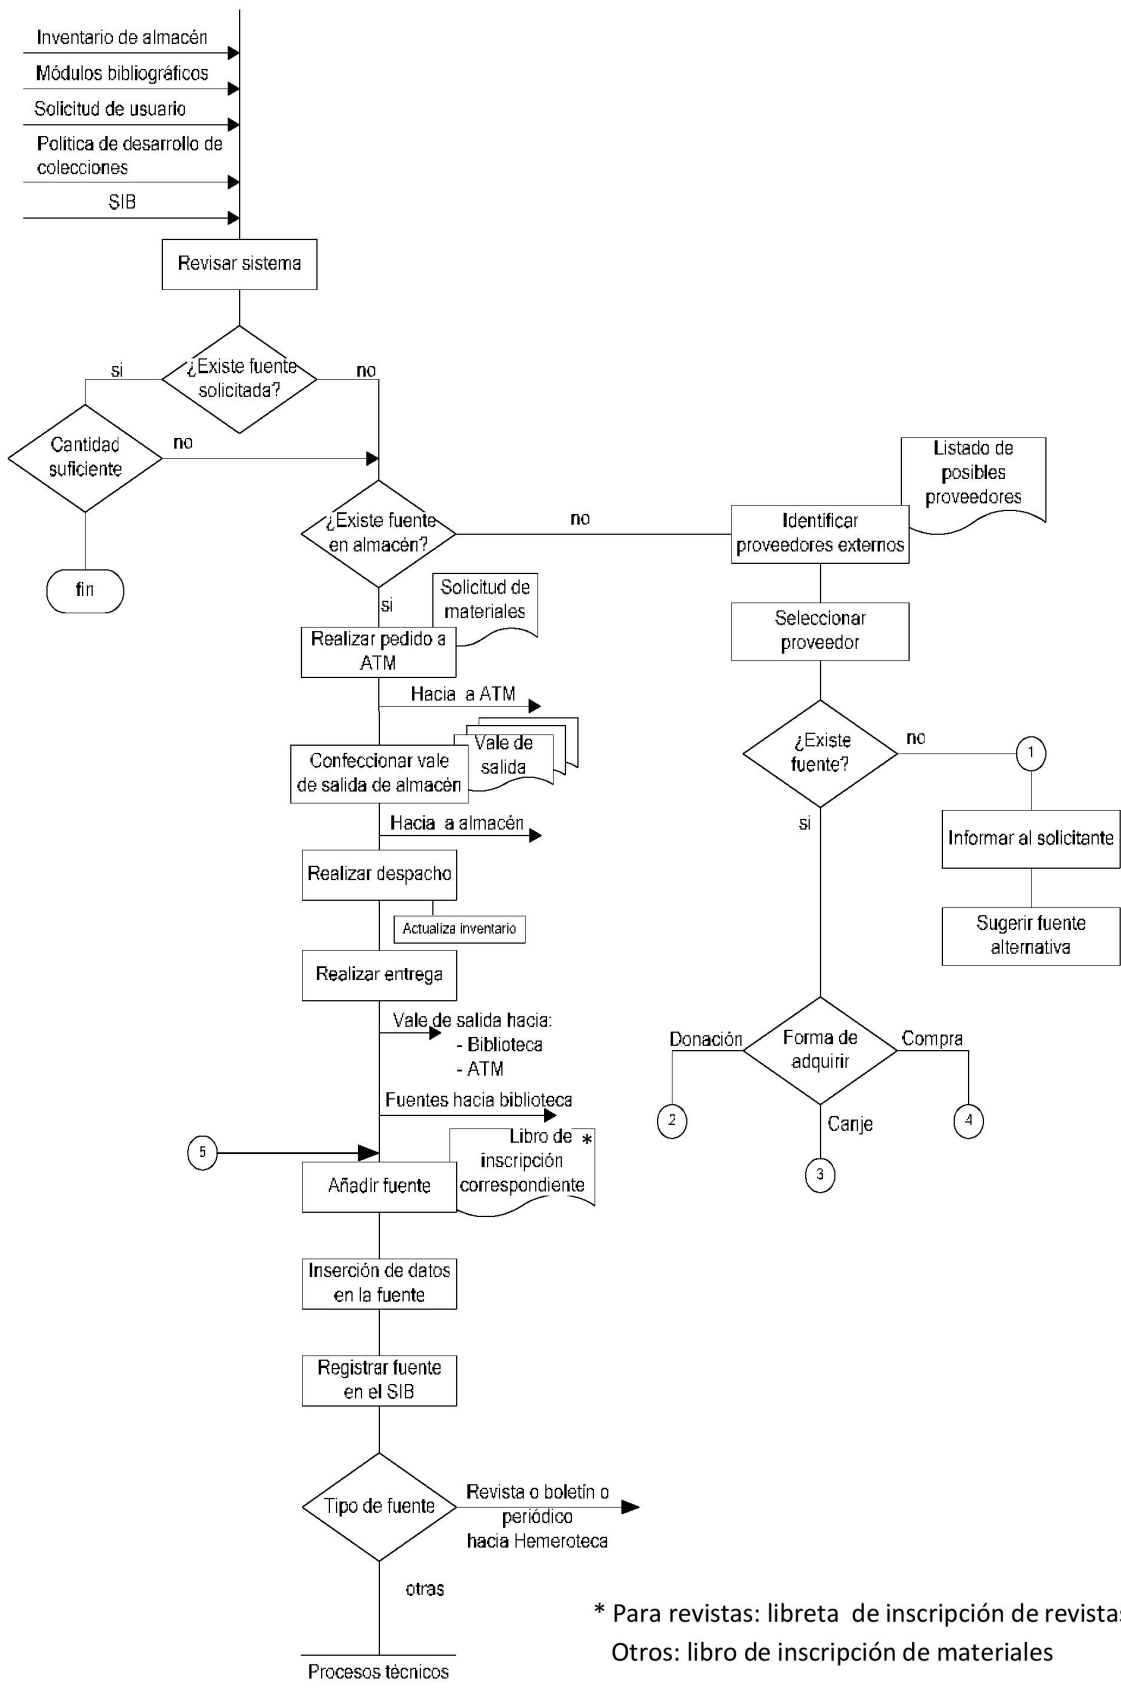 Inventario de almacén
Módulos bibliográficos
Solicitud de usuario
Política de desarrollo de
colecciones
SIB
Revisar sistema
¿Existe fuente
solicitada?
si
no
Cantidad
suficiente
no
fin
¿Existe fuente
en almacén?
no
si
Listado de
posibles
proveedores
Identificar
proveedores externos
Solicitud de
materiales
Realizar pedido a
ATM
Seleccionar
proveedor
Hacia a ATM
Vale de
salida
Confeccionar vale
de salida de almacén
¿Existe
fuente?
no
1
si
Hacia a almacén
Informar al solicitante
Realizar despacho
Actualiza inventario
Sugerir fuente
alternativa
Realizar entrega
Vale de salida hacia:
- Biblioteca
- ATM
Forma de
adquirir
Donación
Compra
Canje
2
4
3
Fuentes hacia biblioteca
5
Libro de *
inscripción
correspondiente
Añadir fuente
Inserción de datos
en la fuente
Registrar fuente
en el SIB
Tipo de fuente
Revista o boletín o
periódico
hacia Hemeroteca
otras
* Para revistas: libreta de inscripción de revistas
Otros: libro de inscripción de materiales
Procesos técnicos